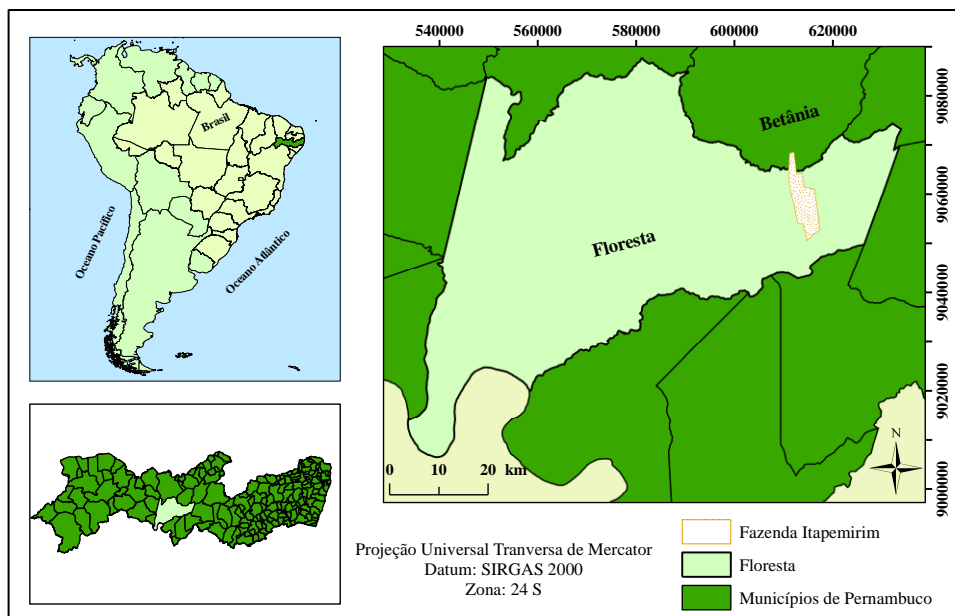 Brasil
Oceano Pacífico
Oceano Atlântico
540000 560000 580000 600000 620000
Betânia
Floresta
9080000
9060000
9040000
9020000
9000000
N
0 10 20 km
Projeção Universal Tranversa de Mercator
Datum: SIRGAS 2000
Zona: 24 S
Fazenda Itapemirim
Floresta
Municípios de Pernambuco